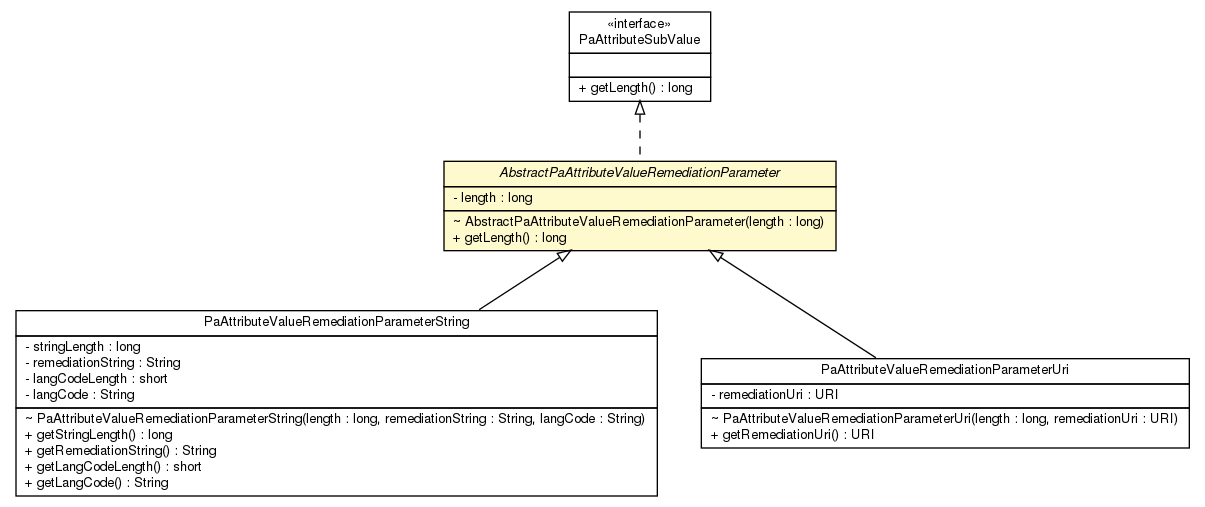 «interface»
PaAttributeSubValue
+ getLength() : long
AbstractPaAttributeValueRemediationParameter
- length : long
~ AbstractPaAttributeValueRemediationParameter(length : long)
+ getLength() : long
PaAttributeValueRemediationParameterString
- stringLength : long
- remediationString : String
- langCodeLength : short
- langCode : String
~ PaAttributeValueRemediationParameterString(length : long, remediationString : String, langCode : String)
+ getStringLength() : long
+ getRemediationString() : String
+ getLangCodeLength() : short
+ getLangCode() : String
PaAttributeValueRemediationParameterUri
- remediationUri : URI
~ PaAttributeValueRemediationParameterUri(length : long, remediationUri : URI)
+ getRemediationUri() : URI